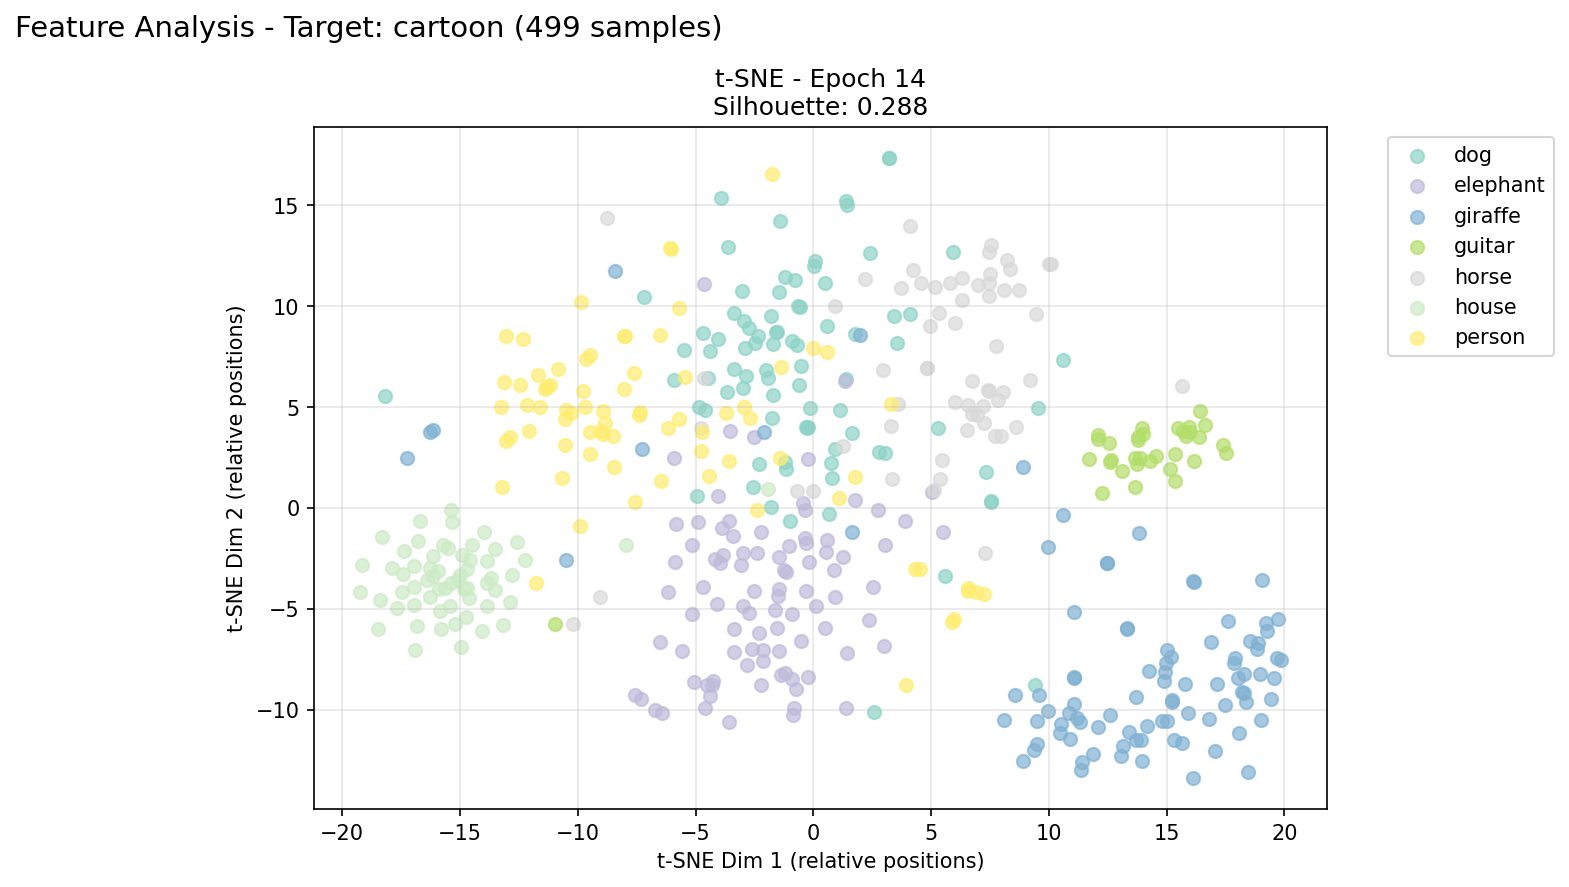 Feature Analysis - Target: cartoon (499 samples)
t-SNE - Epoch 14
Silhouette: 0.288
dog
elephant
giraffe
guitar
horse
house
person
15
10
5
0
−5
−10
t-SNE Dim 2 (relative positions)
−20 −15 −10 −5 0 5 10 15 20
t-SNE Dim 1 (relative positions)